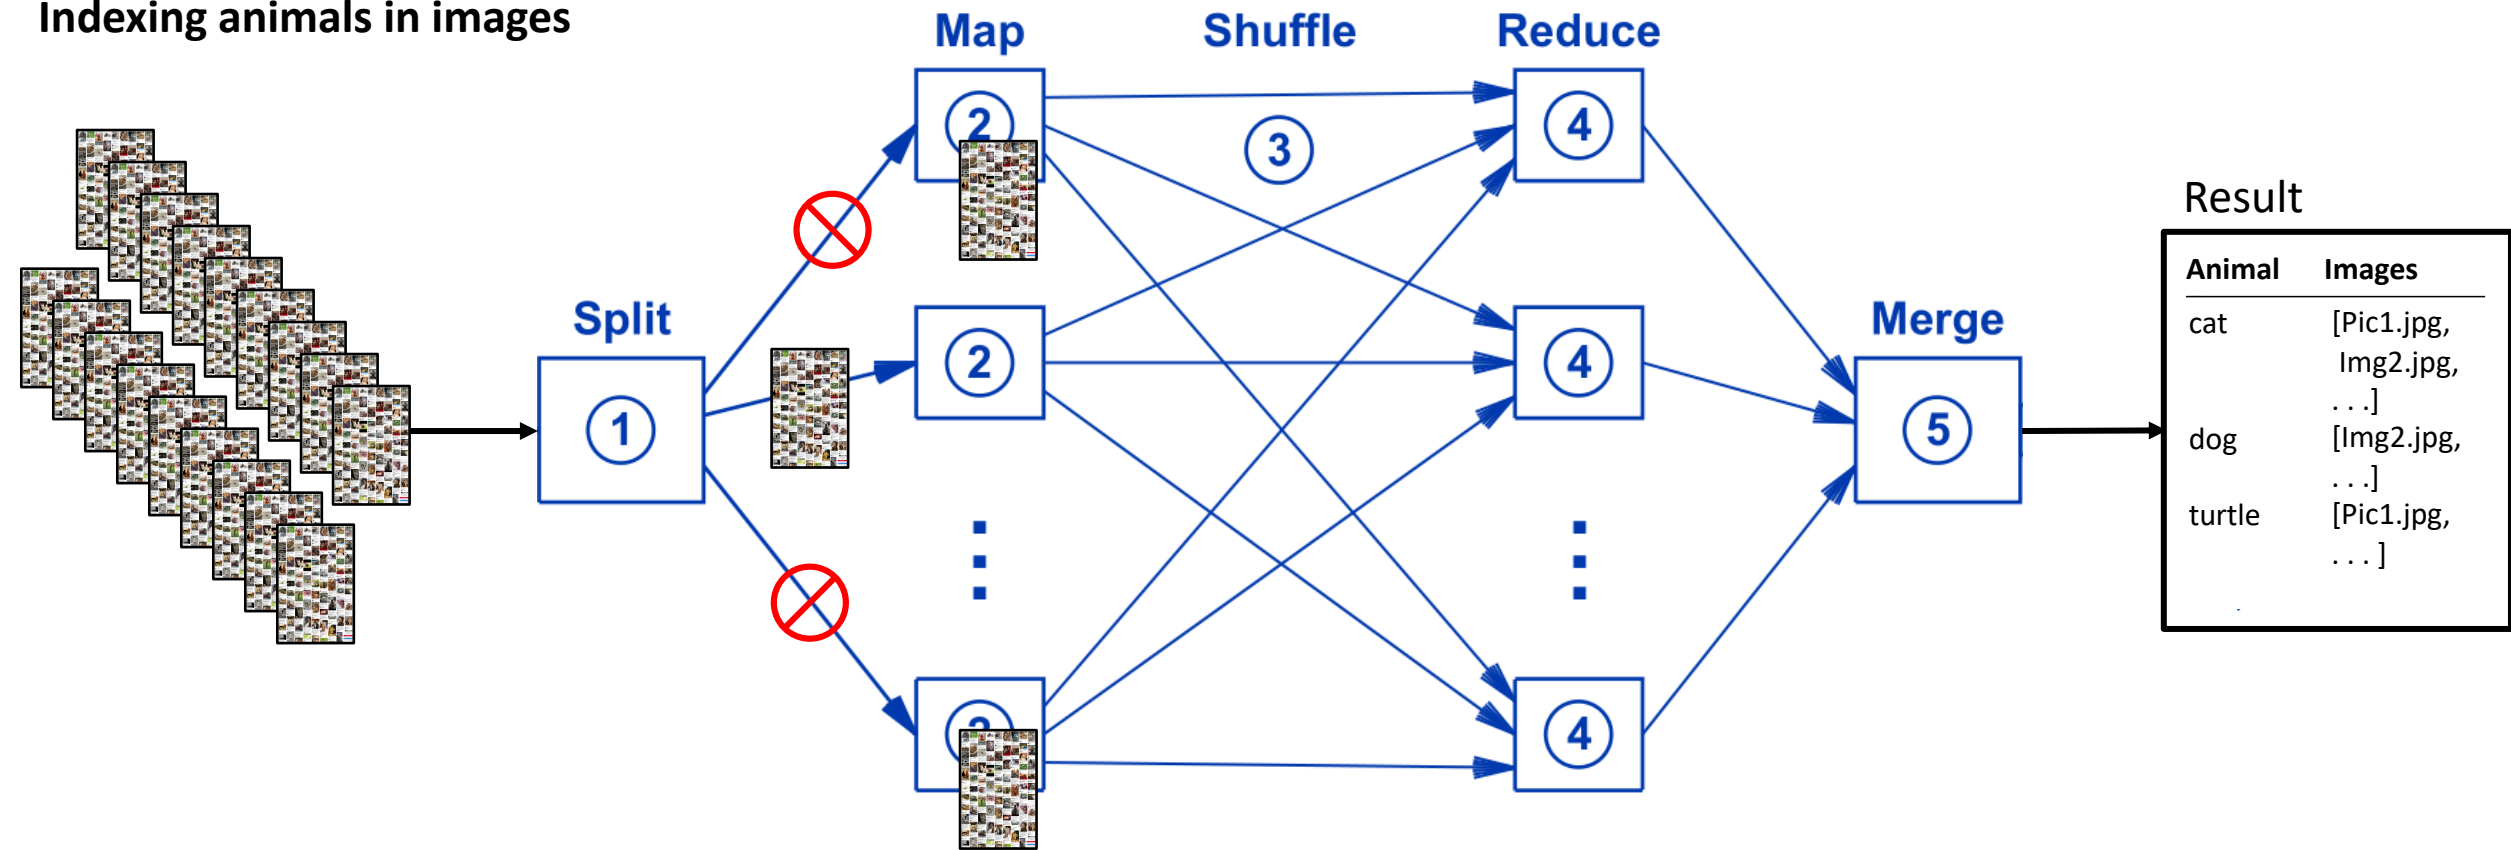 Indexing animals in images
Map
Shuffle
Reduce
Split
Merge
1
2
2
2
3
4
4
4
5
Result
Animal Images
cat [Pic1.jpg,
Img2.jpg,
. . .]
dog [Img2.jpg,
. . .]
turtle [Pic1.jpg,
. . . ]